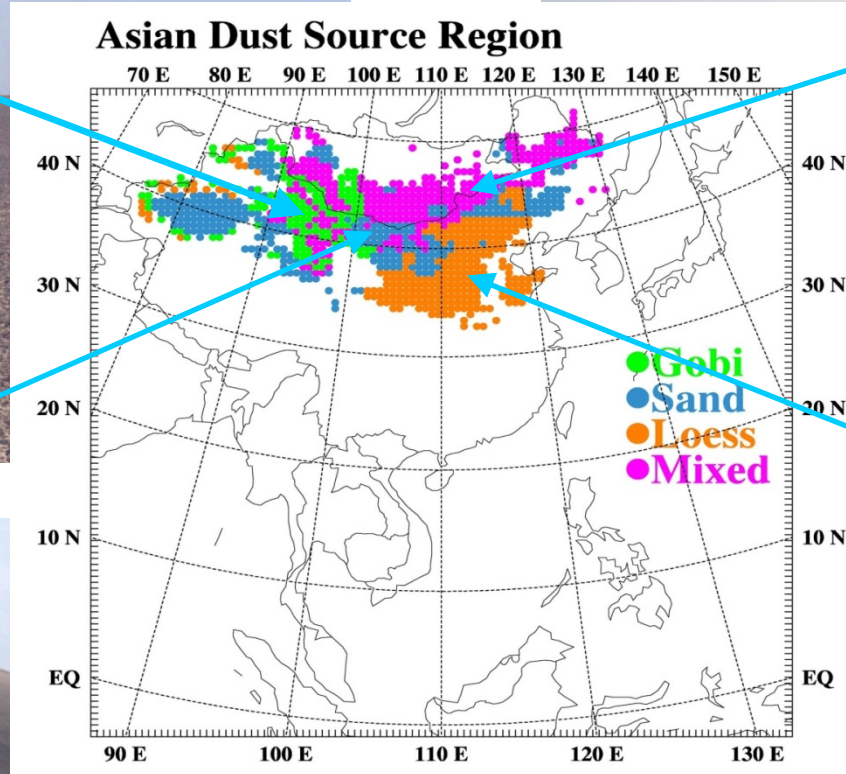 Asian Dust Source Region
70 E 80 E 90 E 100 E 110 E 120 E 130 E 140 E 150 E
40 N 40 N
30 N 30 N
Gobi
Sand
20 N 20 N
Loess
Mixed
10 N 10 N
EQ EQ
90 E 100 E 110 E 120 E 130 E